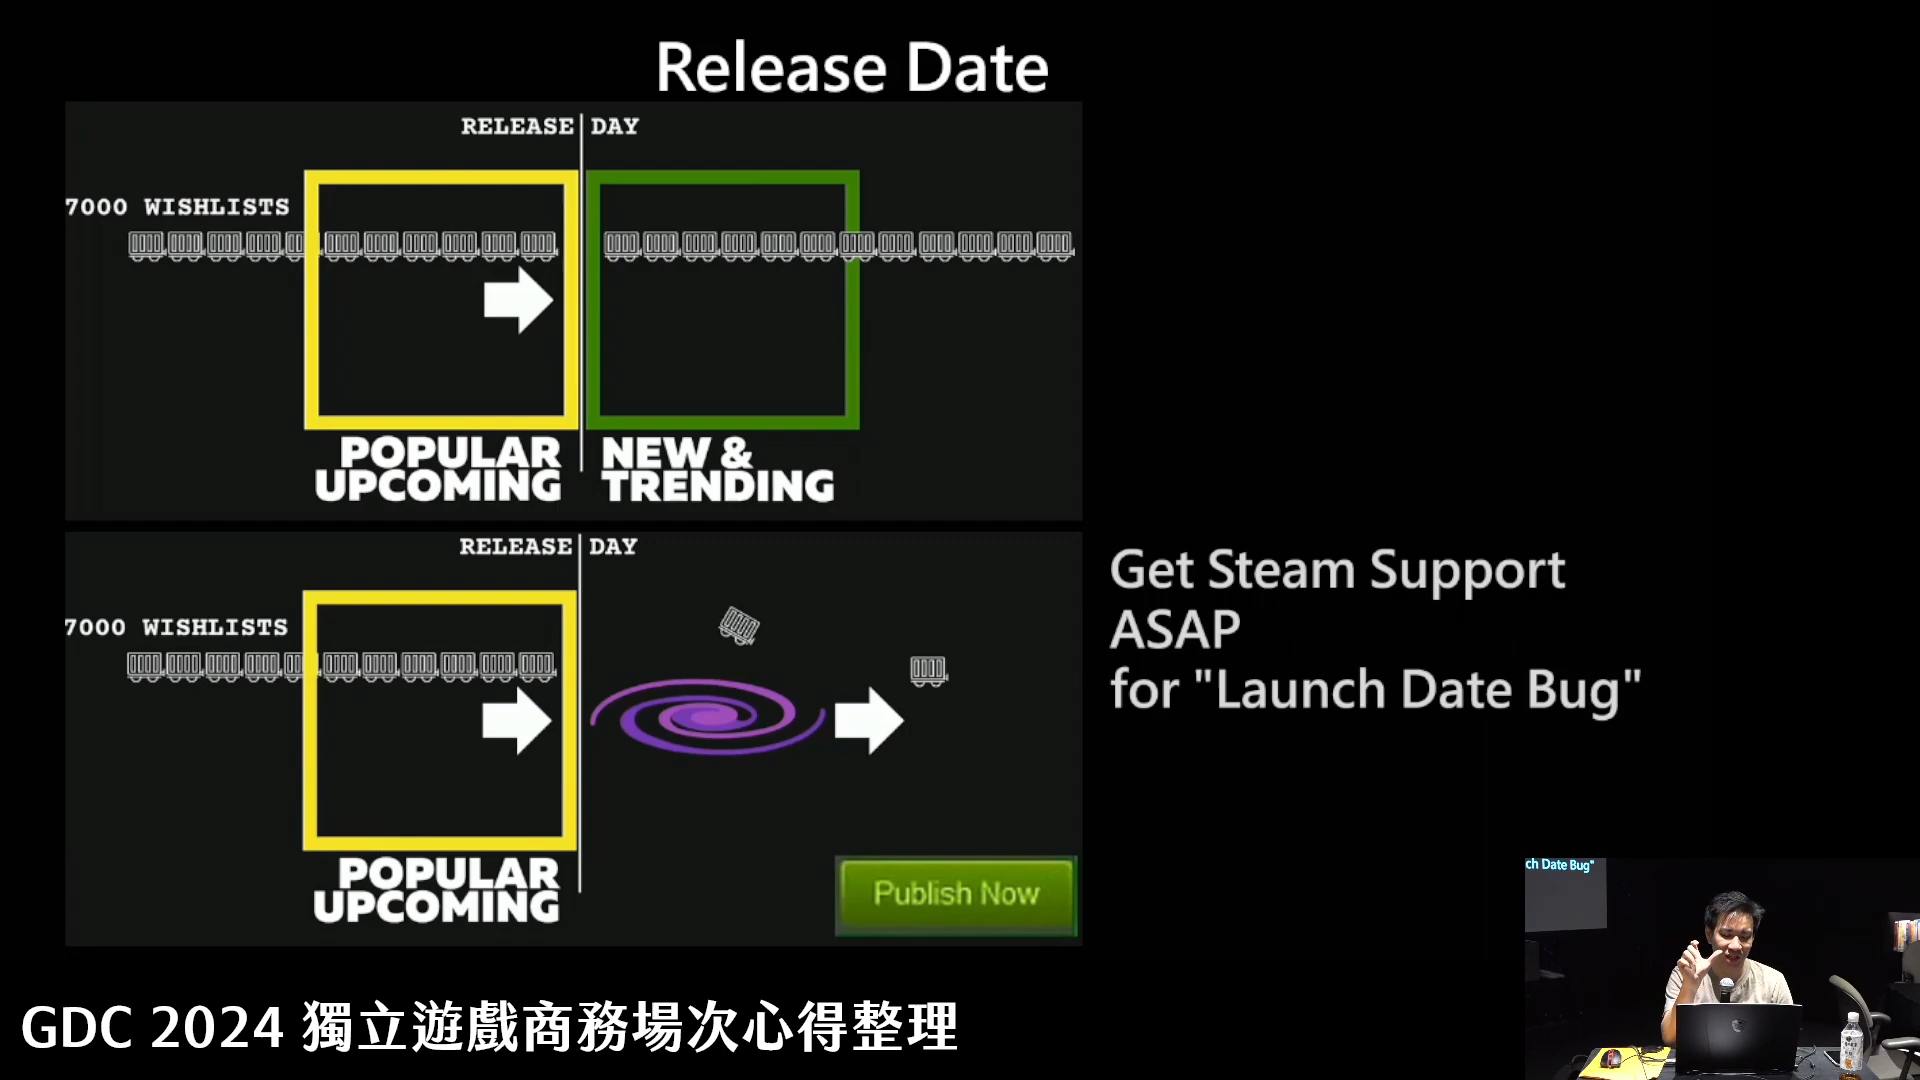 Release Date
RELEASE DAY
7000 WISHLISTS
POPULAR
UPCOMING
NEW &
TRENDING
RELEASE DAY
7000 WISHLISTS
POPULAR
UPCOMING
Publish Now
Get Steam Support
ASAP
for "Launch Date Bug"
ch Date Bug"
GDC 2024 獨立遊戲商務場次心得整理